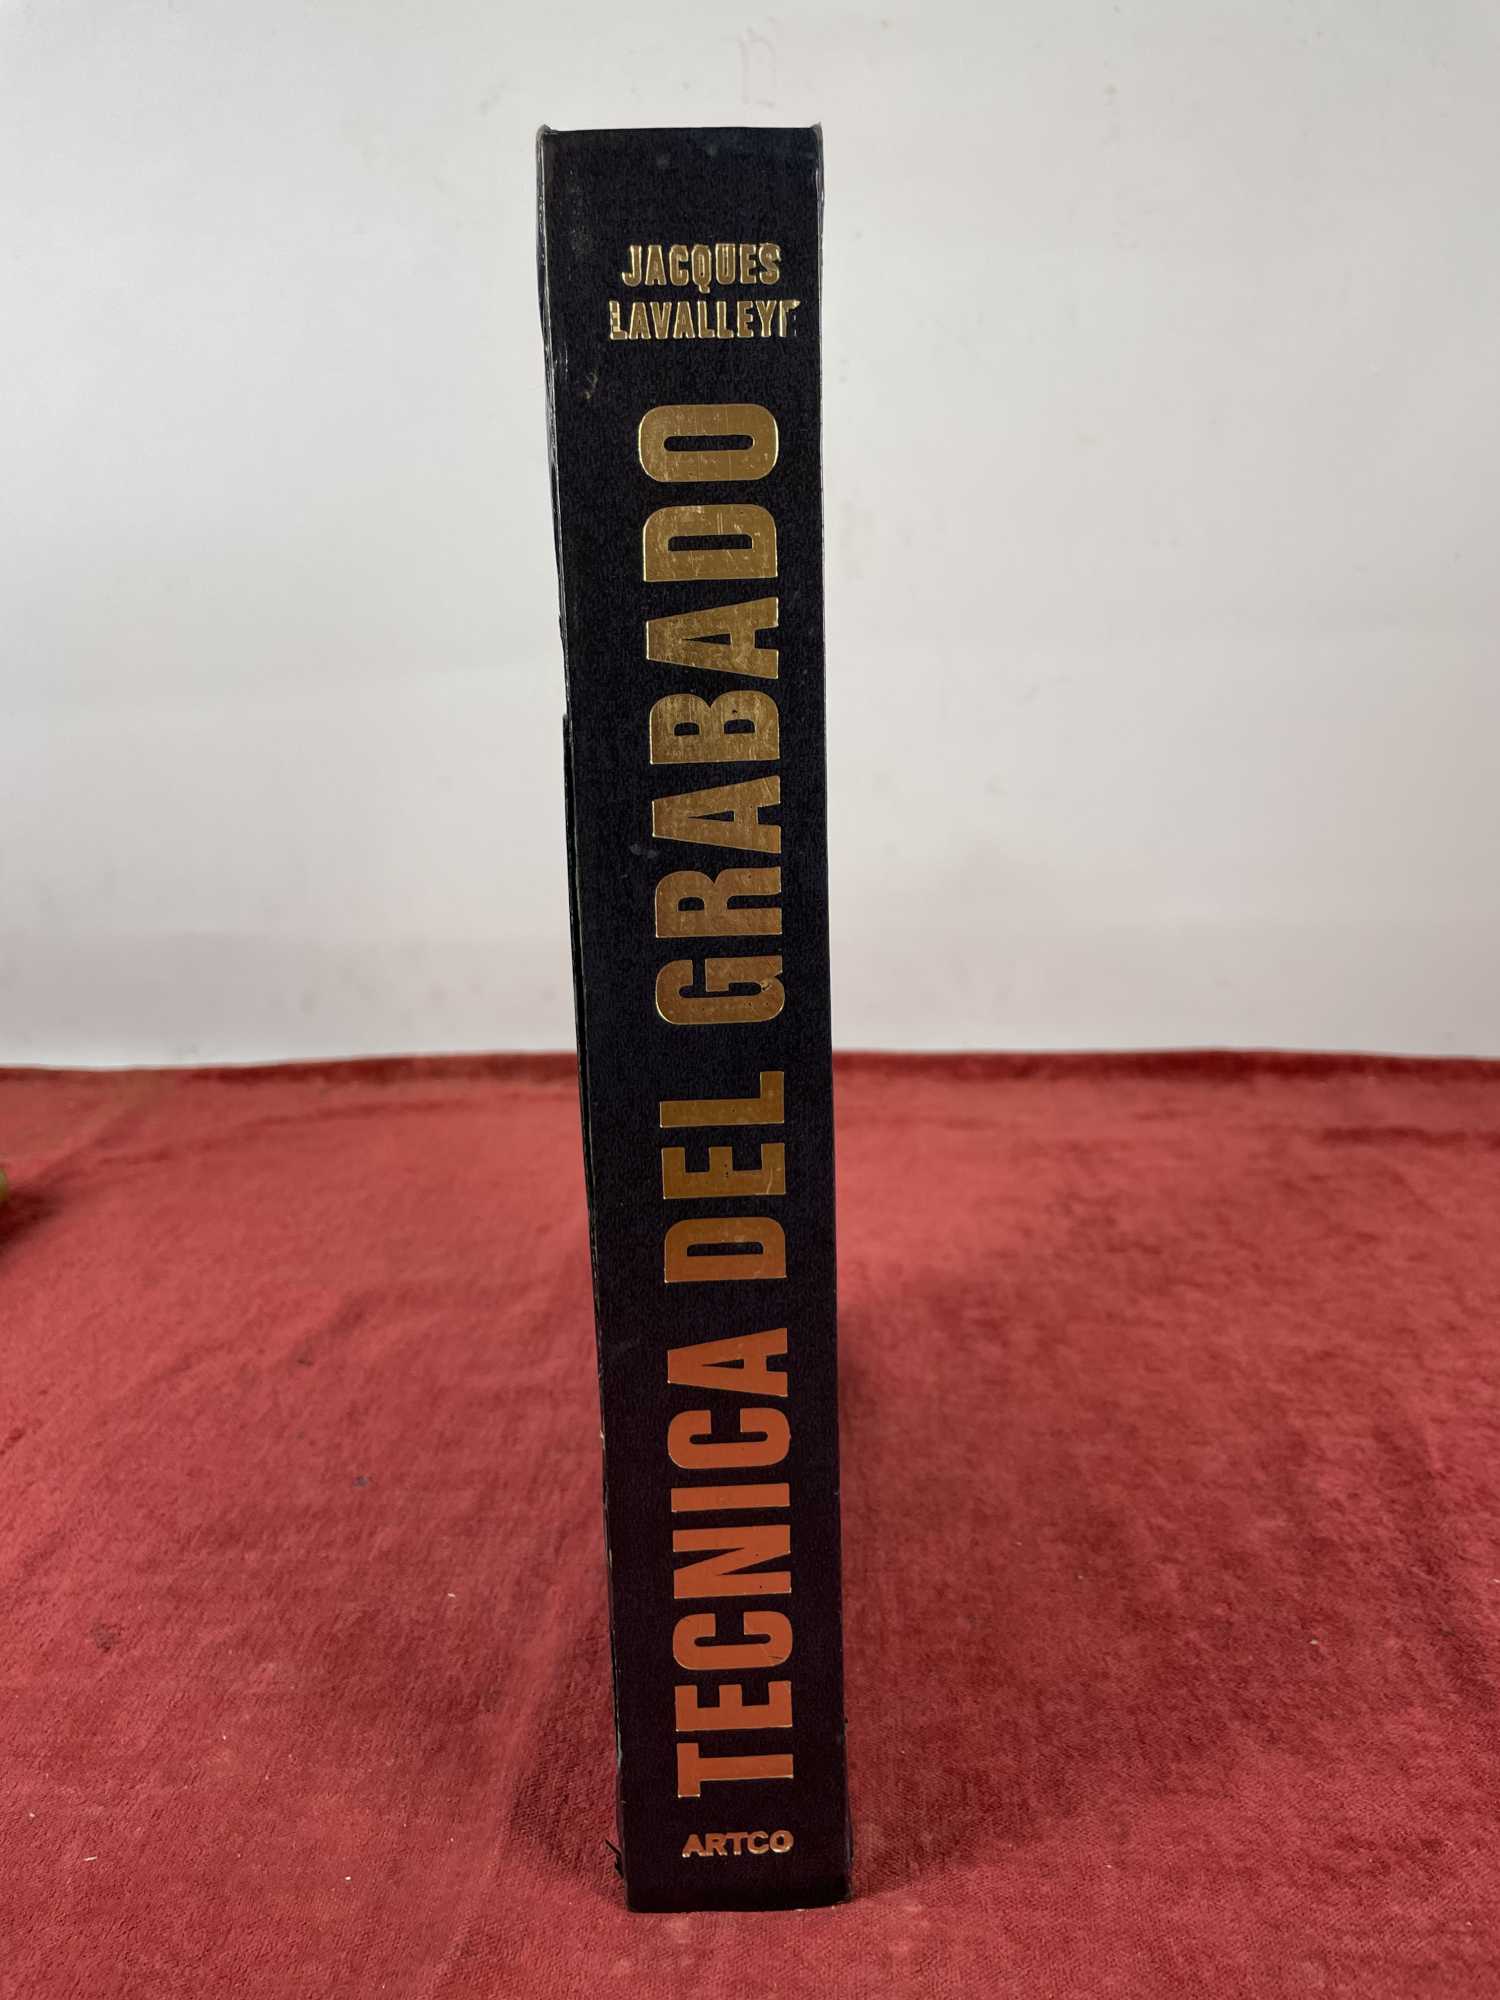 JACQUES
LAVALLEYE
TECNICA DEL GRABADO
ARTCO